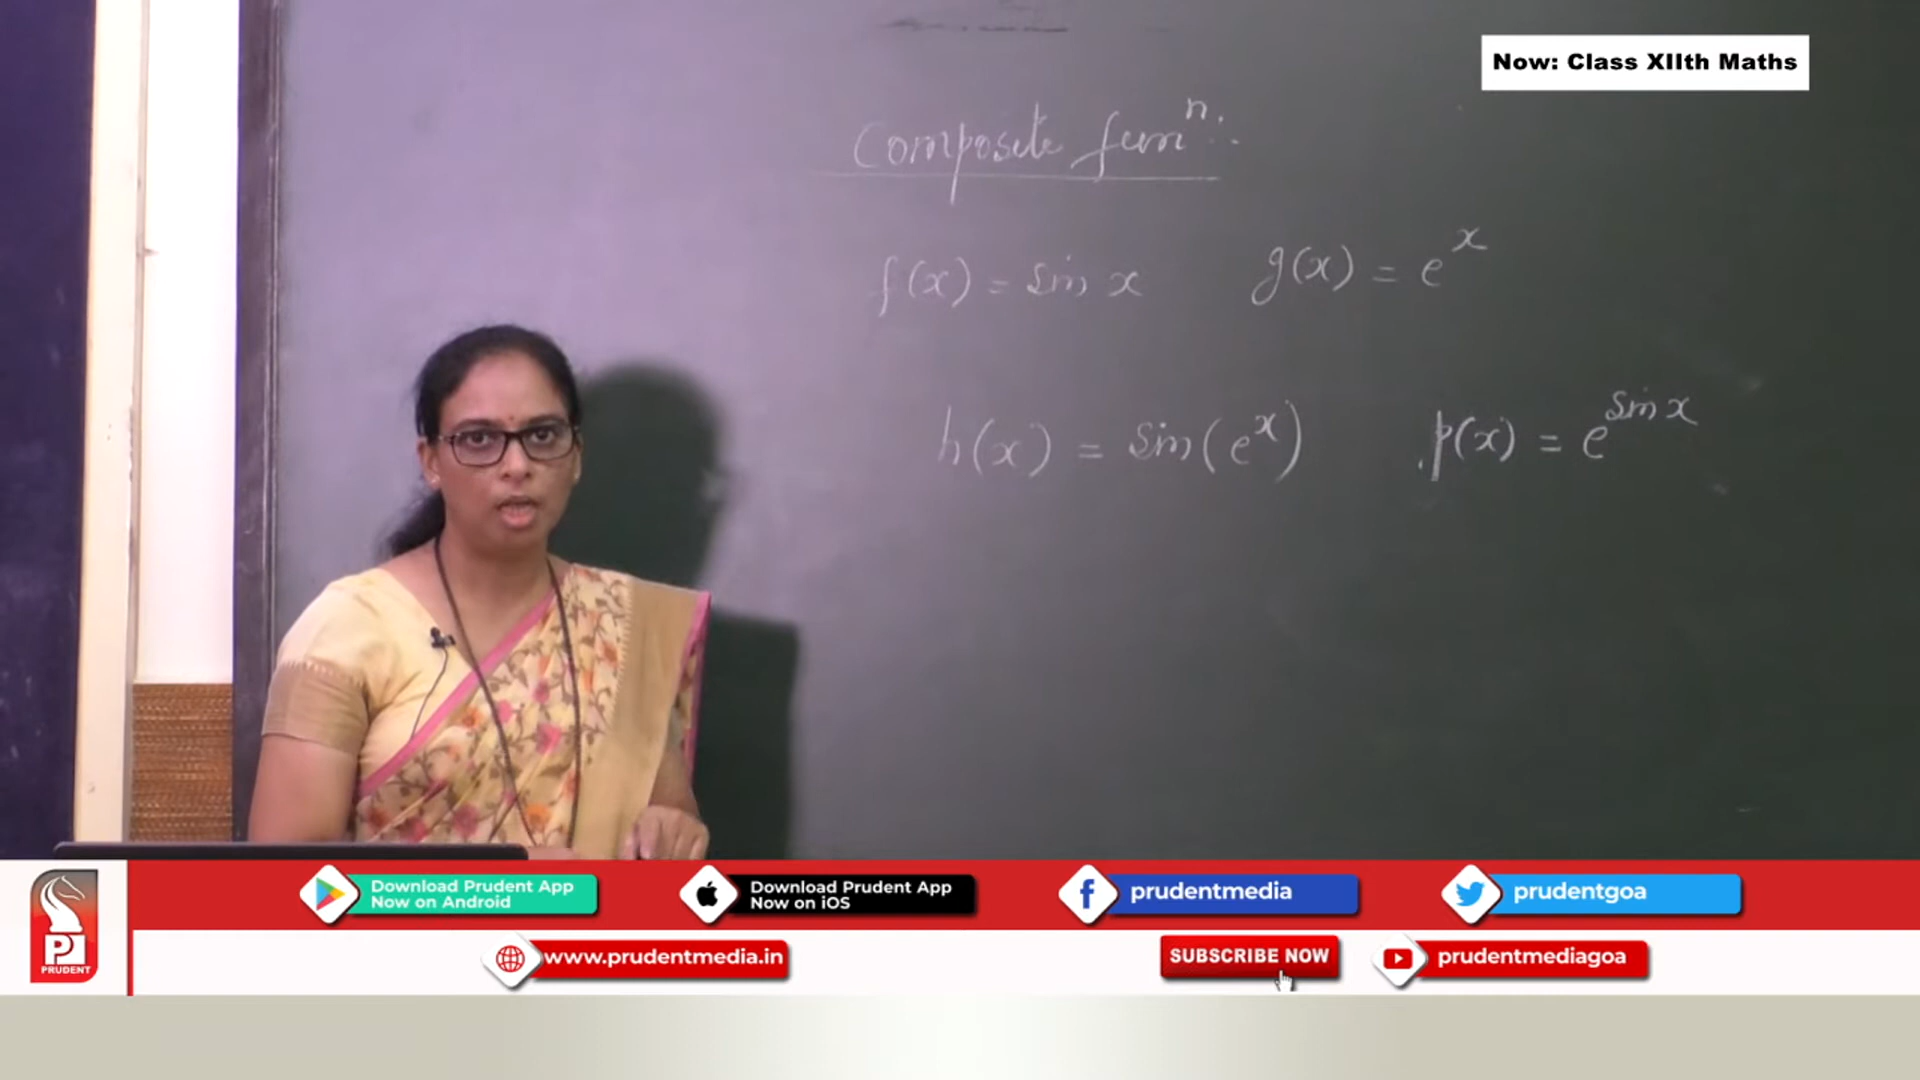 Now: Class XIIth Maths
Composite funⁿ.
f(x) = sin x g(x) = eˣ
h(x) = sin(eˣ) p(x) = e^sin x
Download Prudent App
Now on Android
Download Prudent App
Now on iOS
prudentmedia
prudentgoa
PRUDENT
www.prudentmedia.in
SUBSCRIBE NOW
prudentmediagoa